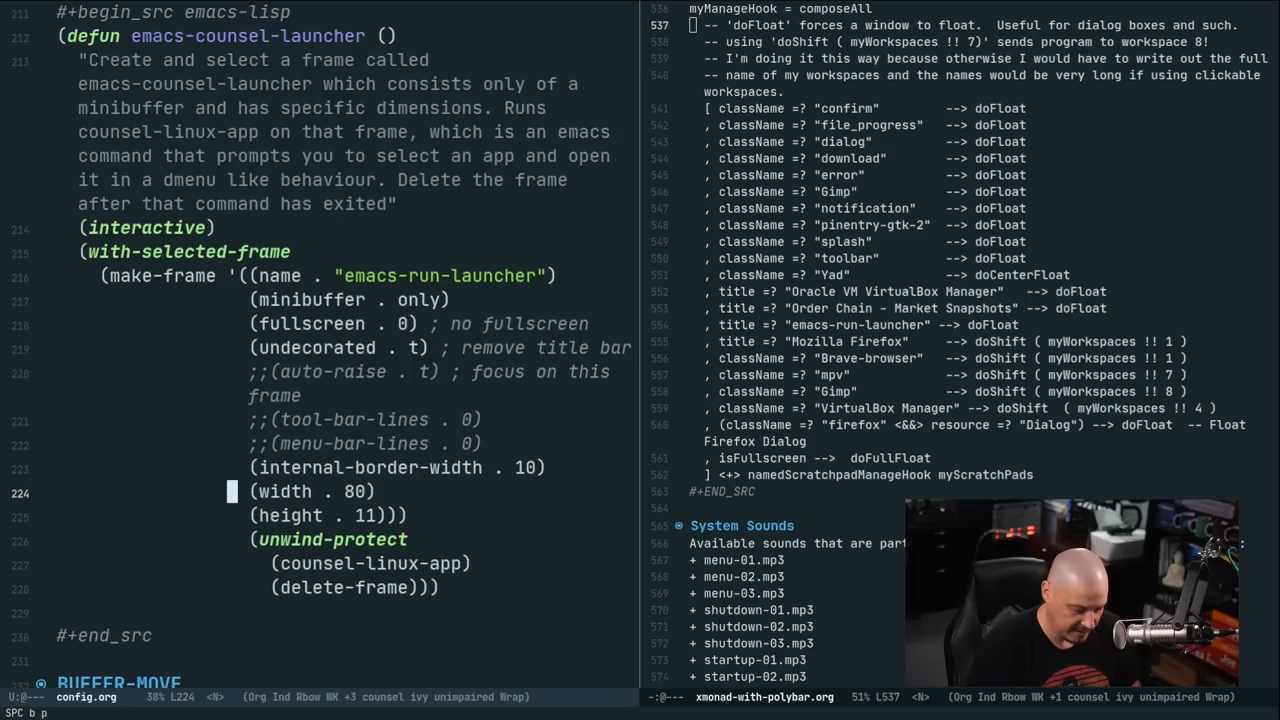 211 #+begin_src emacs-lisp
212 (defun emacs-counsel-launcher ()
213 "Create and select a frame called
emacs-counsel-launcher which consists only of a
minibuffer and has specific dimensions. Runs
counsel-linux-app on that frame, which is an emacs
command that prompts you to select an app and open
it in a dmenu like behaviour. Delete the frame
after that command has exited"
214 (interactive)
215 (with-selected-frame
216 (make-frame '((name . "emacs-run-launcher")
217 (minibuffer . only)
218 (fullscreen . 0) ; no fullscreen
219 (undecorated . t) ; remove title bar
220 ;;(auto-raise . t) ; focus on this
frame
221 ;;(tool-bar-lines . 0)
222 ;;(menu-bar-lines . 0)
223 (internal-border-width . 10)
224 (width . 80)
225 (height . 11)))
226 (unwind-protect
227 (counsel-linux-app)
228 (delete-frame)))
229
230 #+end_src
231
232 BUFFER-MOVE
U:@--- config.org 38% L224 <N> (Org Ind Rbow WK +3 counsel ivy unimpaired Wrap)
SPC b p
536 myManageHook = composeAll
537 -- 'doFloat' forces a window to float. Useful for dialog boxes and such.
538 -- using 'doShift ( myWorkspaces !! 7)' sends program to workspace 8!
539 -- I'm doing it this way because otherwise I would have to write out the full
540 -- name of my workspaces and the names would be very long if using clickable
workspaces.
541 [ className =? "confirm" --> doFloat
542 , className =? "file_progress" --> doFloat
543 , className =? "dialog" --> doFloat
544 , className =? "download" --> doFloat
545 , className =? "error" --> doFloat
546 , className =? "Gimp" --> doFloat
547 , className =? "notification" --> doFloat
548 , className =? "pinentry-gtk-2" --> doFloat
549 , className =? "splash" --> doFloat
550 , className =? "toolbar" --> doFloat
551 , className =? "Yad" --> doCenterFloat
552 , title =? "Oracle VM VirtualBox Manager" --> doFloat
553 , title =? "Order Chain - Market Snapshots" --> doFloat
554 , title =? "emacs-run-launcher" --> doFloat
555 , title =? "Mozilla Firefox" --> doShift ( myWorkspaces !! 1 )
556 , className =? "Brave-browser" --> doShift ( myWorkspaces !! 1 )
557 , className =? "mpv" --> doShift ( myWorkspaces !! 7 )
558 , className =? "Gimp" --> doShift ( myWorkspaces !! 8 )
559 , className =? "VirtualBox Manager" --> doShift ( myWorkspaces !! 4 )
560 , (className =? "firefox" <&&> resource =? "Dialog") --> doFloat -- Float
Firefox Dialog
561 , isFullscreen --> doFullFloat
562 ] <+> namedScratchpadManageHook myScratchPads
563 #+END_SRC
564
565 System Sounds
566 Available sounds that are part :
567 + menu-01.mp3
568 + menu-02.mp3
569 + menu-03.mp3
570 + shutdown-01.mp3
571 + shutdown-02.mp3
572 + shutdown-03.mp3
573 + startup-01.mp3
574 + startup-02.mp3
-:@--- xmonad-with-polybar.org 51% L537 <N> (Org Ind Rbow WK +1 counsel ivy unimpaired Wrap)